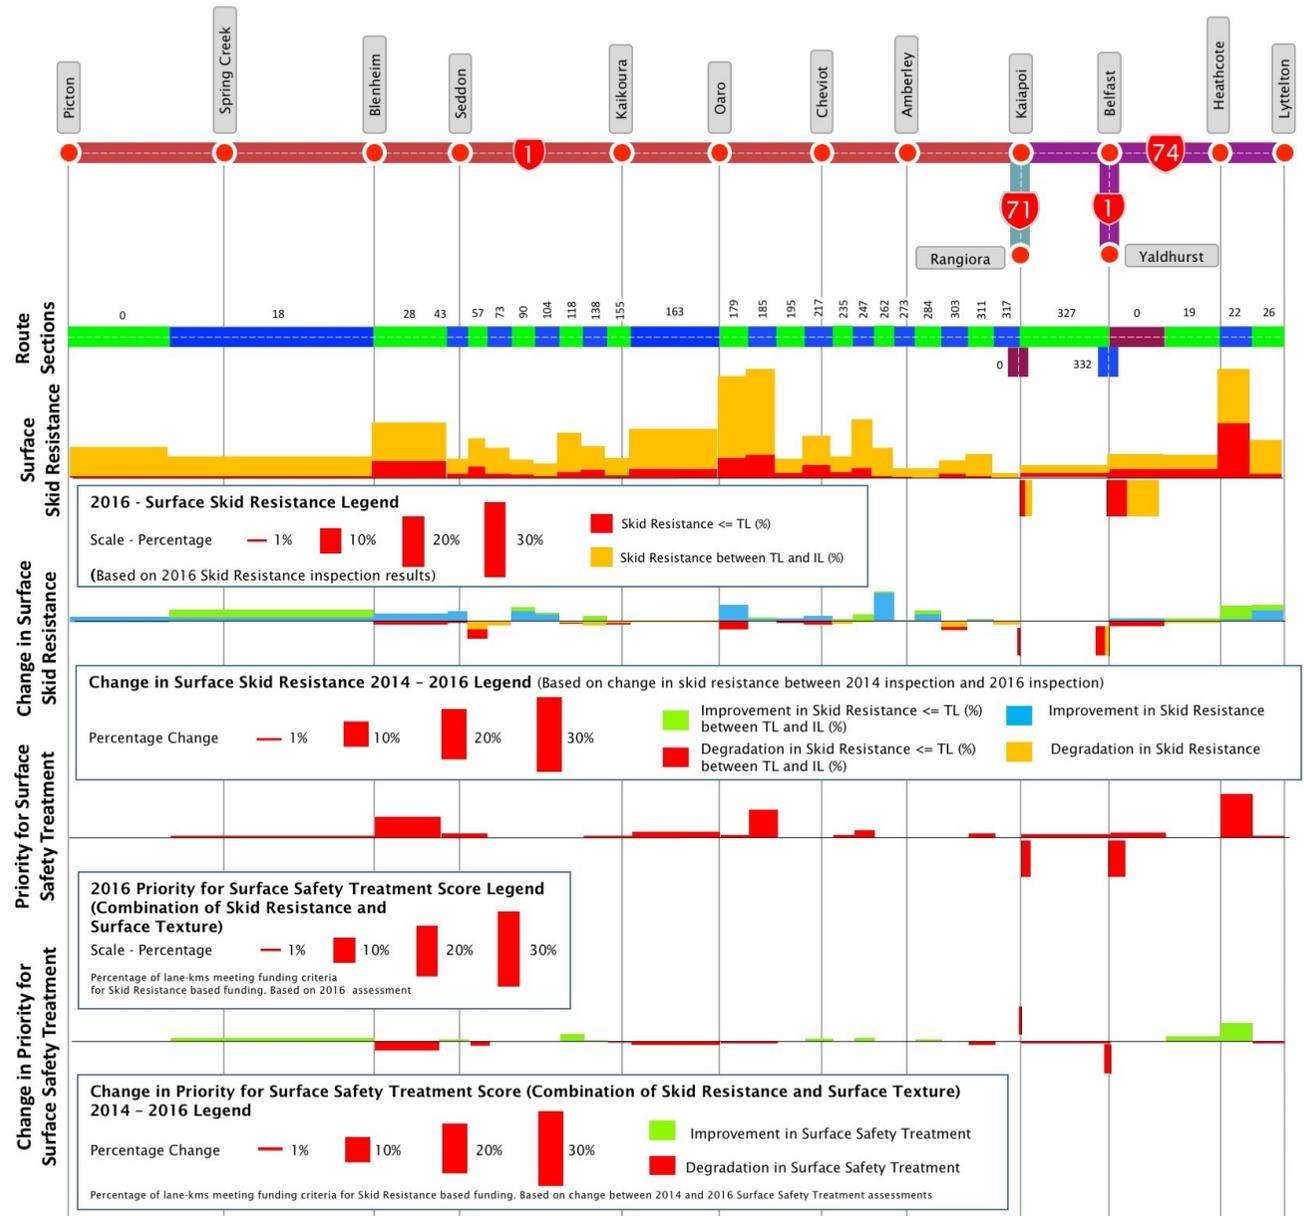 Picton
Spring Creek
Blenheim
Seddon
Kaikoura
Oaro
Cheviot
Amberley
Kaiapoi
Belfast
Heathcote
Lyttelton
1
74
71
1
Rangiora
Yaldhurst
Route
Sections
0
18
28
43
57
73
90
104
118
138
155
163
179
185
195
217
235
247
262
273
284
303
311
317
327
0
19
22
26
0
332
Surface
Skid Resistance
2016 - Surface Skid Resistance Legend
Scale - Percentage
1%
10%
20%
30%
Skid Resistance <= TL (%)
Skid Resistance between TL and IL (%)
(Based on 2016 Skid Resistance inspection results)
Change in Surface
Skid Resistance
Change in Surface Skid Resistance 2014 – 2016 Legend (Based on change in skid resistance between 2014 inspection and 2016 inspection)
Percentage Change
1%
10%
20%
30%
Improvement in Skid Resistance <= TL (%)
between TL and IL (%)
Improvement in Skid Resistance
Degradation in Skid Resistance <= TL (%)
between TL and IL (%)
Degradation in Skid Resistance
Priority for Surface
Safety Treatment
2016 Priority for Surface Safety Treatment Score Legend
(Combination of Skid Resistance and
Surface Texture)
Scale - Percentage
1%
10%
20%
30%
Percentage of lane-kms meeting funding criteria
for Skid Resistance based funding. Based on 2016 assessment
Change in Priority for
Surface Safety Treatment
Change in Priority for Surface Safety Treatment Score (Combination of Skid Resistance and Surface Texture)
2014 – 2016 Legend
Percentage Change
1%
10%
20%
30%
Improvement in Surface Safety Treatment
Degradation in Surface Safety Treatment
Percentage of lane-kms meeting funding criteria for Skid Resistance based funding. Based on change between 2014 and 2016 Surface Safety Treatment assessments